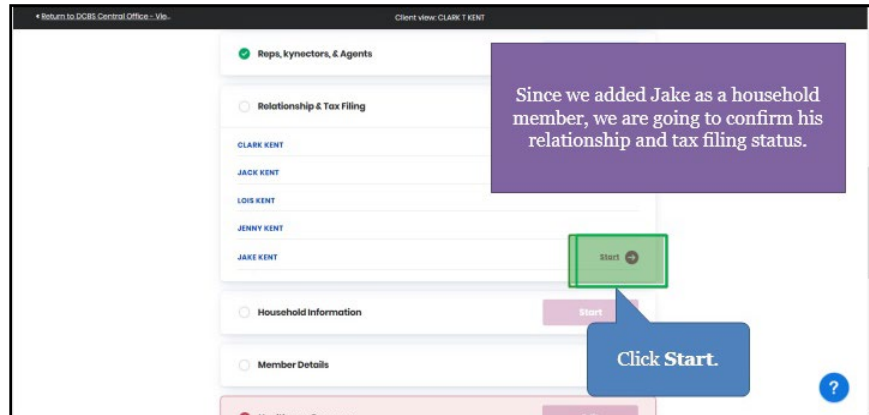 Return to DCBS Central Office - Vie..
Client view: CLARK T KENT
Reps, kynectors, & Agents
Since we added Jake as a household
member, we are going to confirm his
relationship and tax filing status.
Relationship & Tax Filing
CLARK KENT
JACK KENT
LOIS KENT
JENNY KENT
JAKE KENT
Start
Household Information
Start
Click Start.
Member Details
?